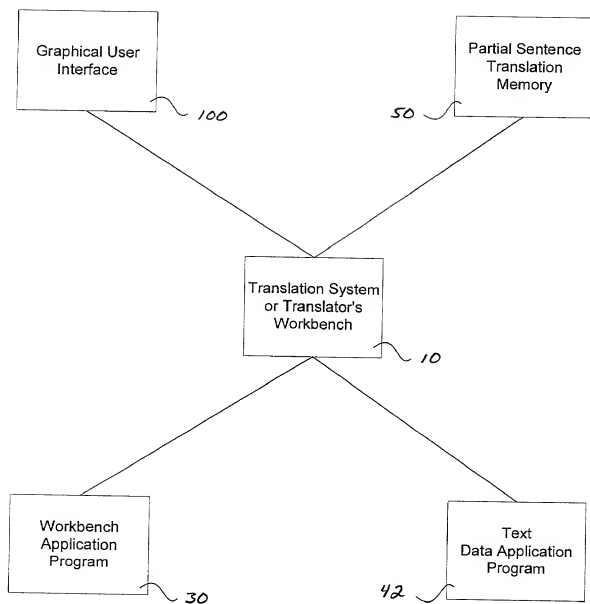 Graphical User
Interface
100
Partial Sentence
Translation
Memory
50
Translation System
or Translator's
Workbench
10
Workbench
Application
Program
30
Text
Data Application
Program
42